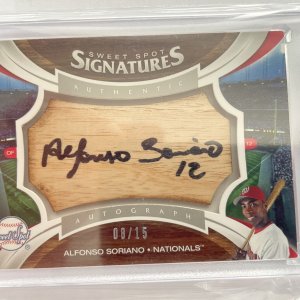 SWEET SPOT
SIGNATURES
AUTHENTIC
Alfonso Soriano
12
AUTOGRAPH
09/15
ALFONSO SORIANO • NATIONALS™